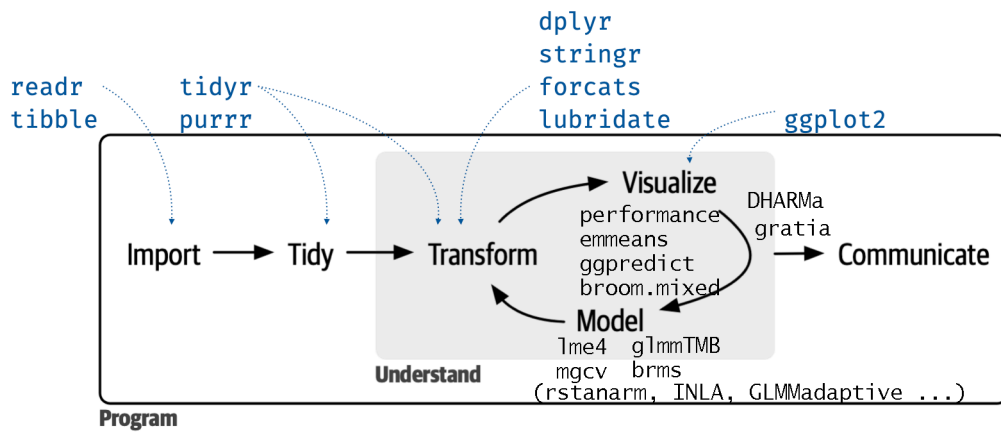 dplyr
stringr
readr tidyr forcats
tibble purrr lubridate ggplot2
Visualize
DHARMa
performance
gratia
emmeans
Import Tidy Transform Communicate
ggpredict
broom.mixed
Model
lme4 glmmTMB
mgcv brms
Understand
(rstanarm, INLA, GLMMadaptive ...)
Program